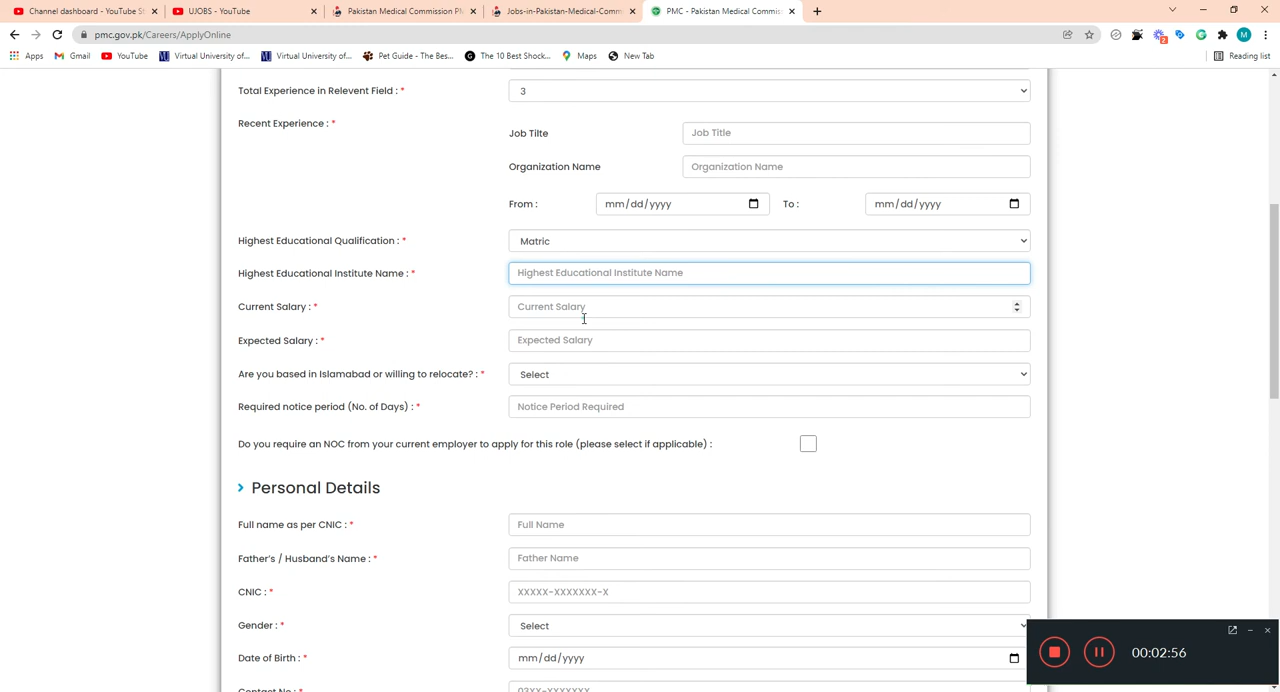 Channel dashboard - YouTube St
UJOBS - YouTube
Pakistan Medical Commission P
Jobs-in-Pakistan-Medical-Comm
PMC - Pakistan Medical Commis
pmc.gov.pk/Careers/ApplyOnline
2
M
Apps
Gmail
YouTube
Virtual University of...
Virtual University of...
Pet Guide - The Bes...
The 10 Best Shock...
Maps
New Tab
Reading list
Total Experience in Relevent Field : *
3
Recent Experience : *
Job Tilte
Job Title
Organization Name
Organization Name
From :
mm/dd/yyyy
To :
mm/dd/yyyy
Highest Educational Qualification : *
Matric
Highest Educational Institute Name : *
Highest Educational Institute Name
Current Salary : *
Current Salary
Expected Salary : *
Expected Salary
Are you based in Islamabad or willing to relocate? : *
Select
Required notice period (No. of Days) : *
Notice Period Required
Do you require an NOC from your current employer to apply for this role (please select if applicable) :
Personal Details
Full name as per CNIC : *
Full Name
Father's / Husband's Name : *
Father Name
CNIC : *
XXXXX-XXXXXXX-X
Gender : *
Select
Date of Birth : *
mm/dd/yyyy
Contact No : *
03XX-XXXXXXX
00:02:56